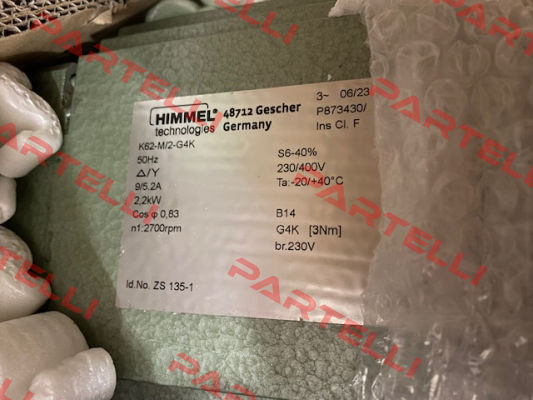 HIMMEL® 48712 Gescher
technologies Germany
3~ 06/23
P873430/
Ins Cl. F
K62-M/2-G4K
50Hz
Δ/Y
9/5.2A
2,2kW
Cos φ 0,83
n1:2700rpm
S6-40%
230/400V
Ta:-20/+40°C
B14
G4K [3Nm]
br.230V
Id.No. ZS 135-1
PARTELLI
PARTELLI
PARTELLI
PARTELLI
PARTELLI
PARTELLI